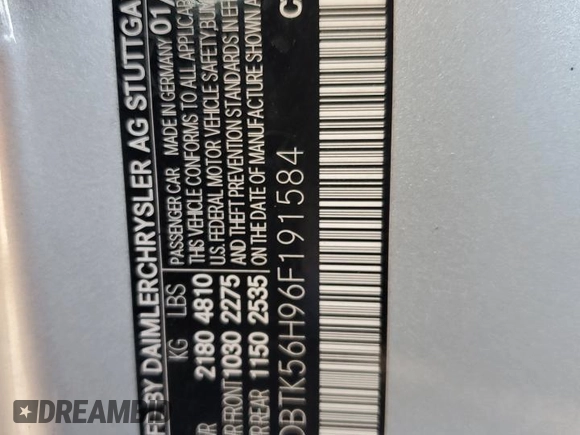 BY DAIMLERCHRYSLER AG STUTTGA
MADE IN GERMANY 01/
KG LBS PASSENGER CAR
2180 4810 THIS VEHICLE CONFORMS TO ALL APPLICAB
U.S. FEDERAL MOTOR VEHICLE SAFETY BUM
FRONT 1030 2275 AND THEFT PREVENTION STANDARDS IN
REAR 1150 2535 ON THE DATE OF MANUFACTURE SHOWN A
DBTK56H96F191584
C
DREAMBI